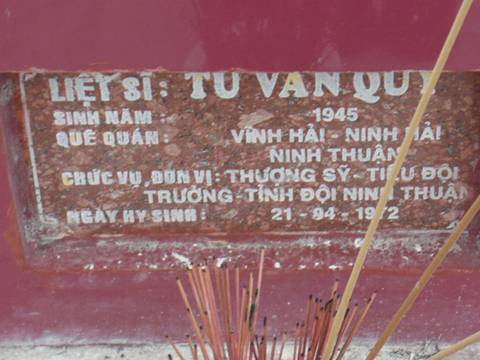 LIỆT SĨ : TỪ VĂN QUÝ
SINH NĂM : 1945
QUÊ QUÁN : VĨNH HẢI - NINH HẢI
NINH THUẬN
CHỨC VỤ, ĐƠN VỊ : THƯỢNG SỸ - TIỂU ĐỘI
TRƯỞNG - TỈNH ĐỘI NINH THUẬN
NGÀY HY SINH : 21 - 04 - 1972